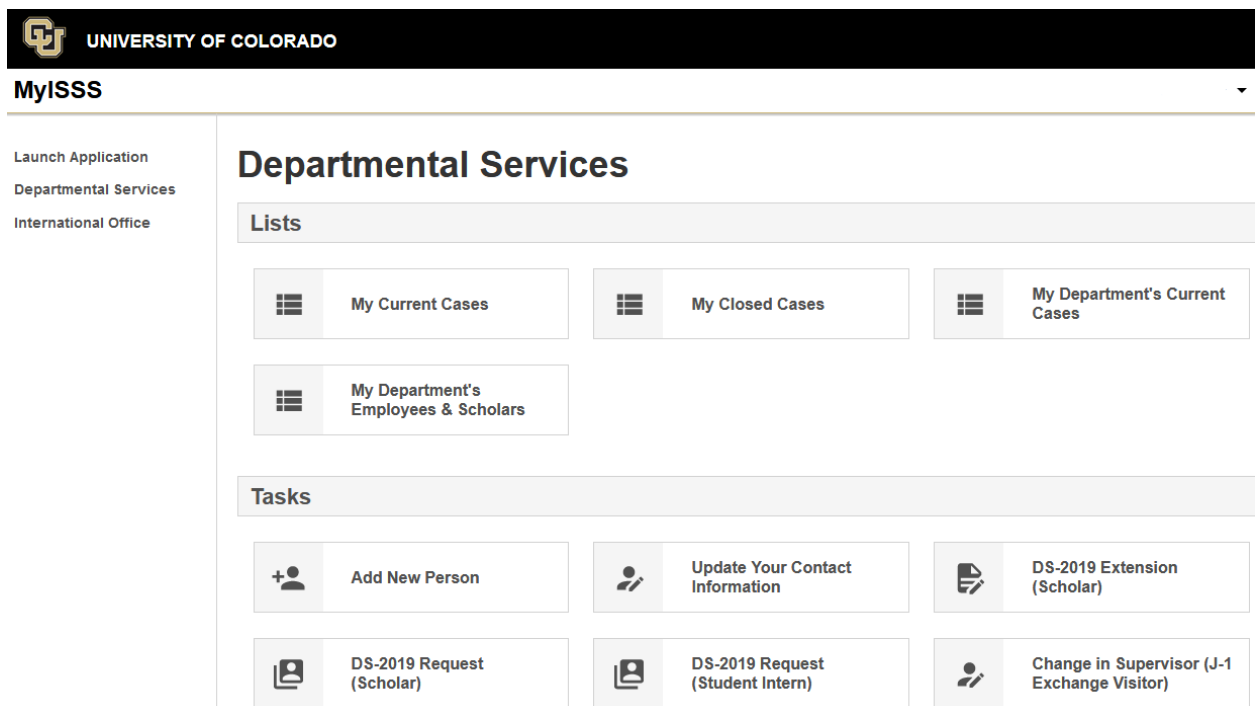 CU
UNIVERSITY OF COLORADO
MyISSS
Launch Application
Departmental Services
International Office
Departmental Services
Lists
My Current Cases
My Closed Cases
My Department's Current
Cases
My Department's
Employees & Scholars
Tasks
Add New Person
Update Your Contact
Information
DS-2019 Extension
(Scholar)
DS-2019 Request
(Scholar)
DS-2019 Request
(Student Intern)
Change in Supervisor (J-1
Exchange Visitor)